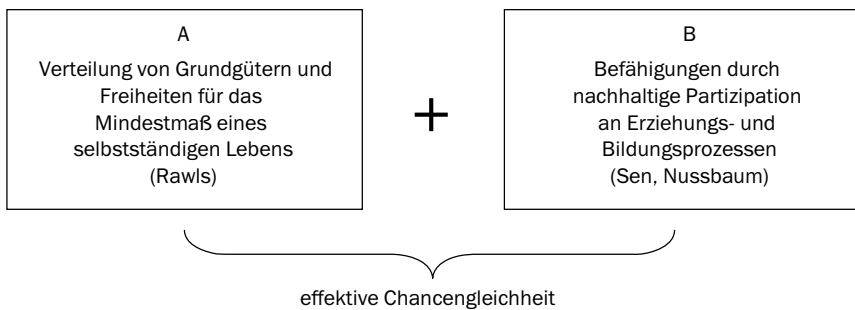 A
Verteilung von Grundgütern und
Freiheiten für das
Mindestmaß eines
selbstständigen Lebens
(Rawls)
+
B
Befähigungen durch
nachhaltige Partizipation
an Erziehungs- und
Bildungsprozessen
(Sen, Nussbaum)
effektive Chancengleichheit